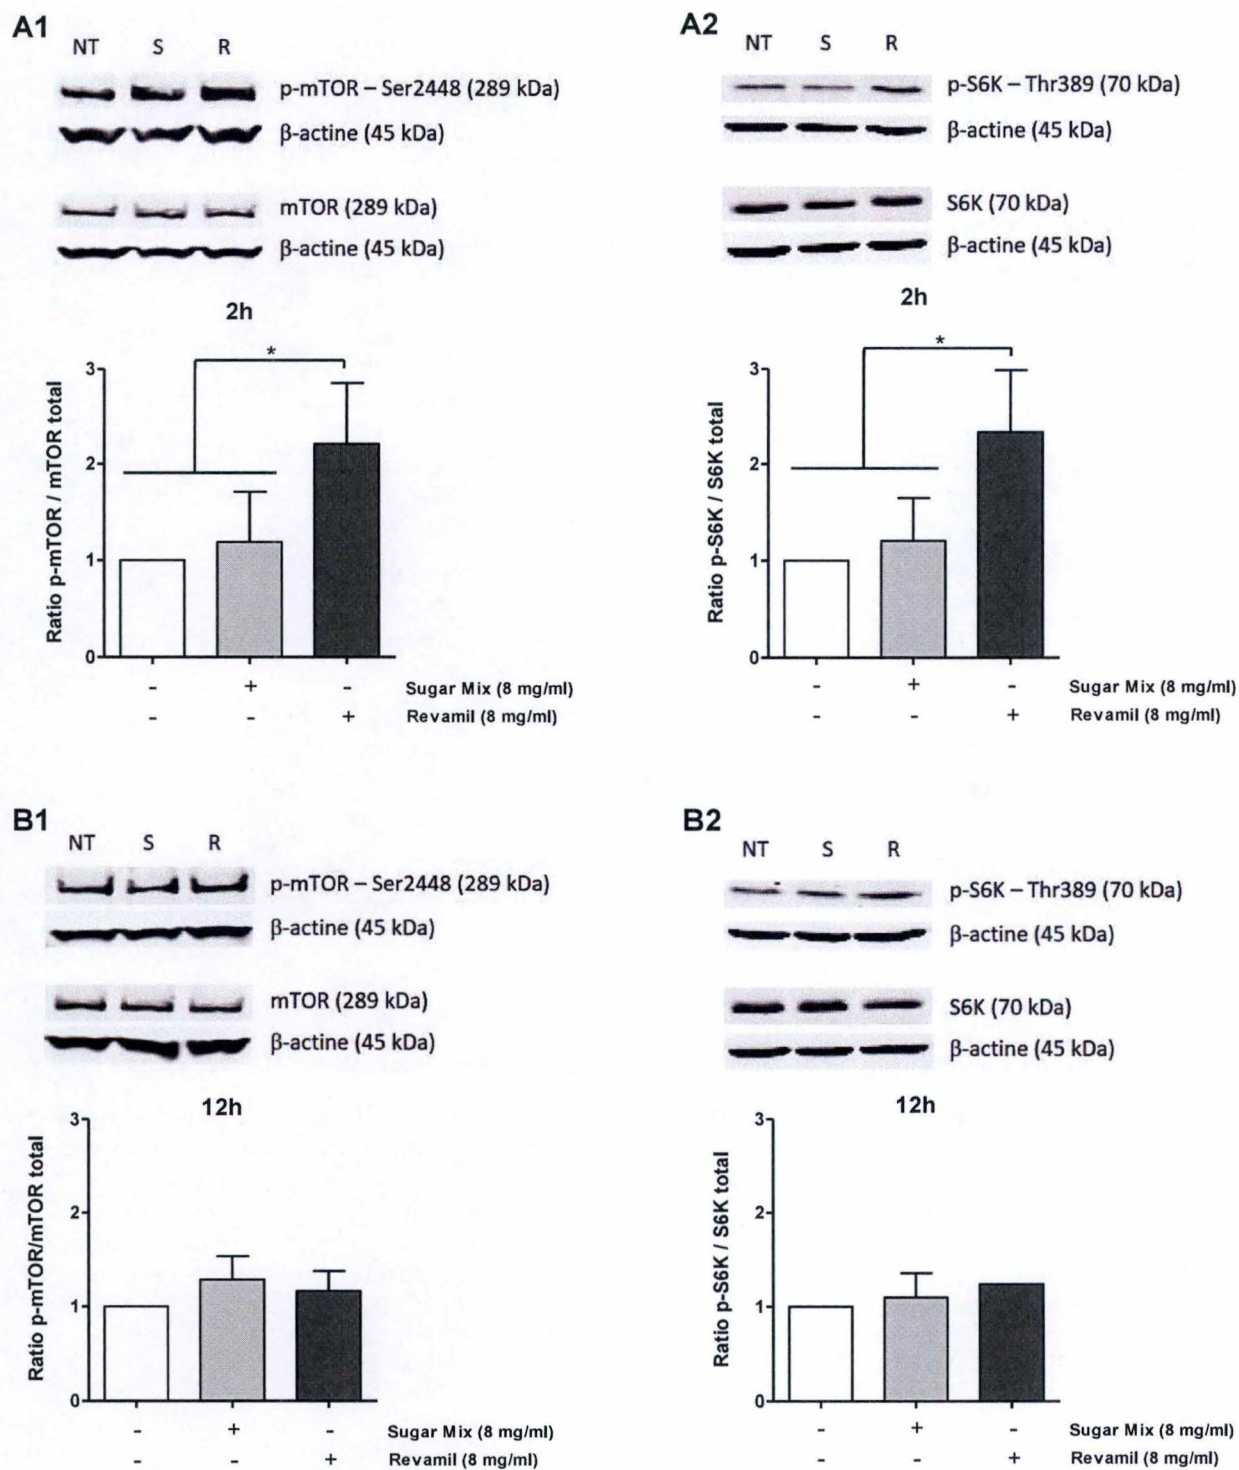 A1
NT S R
p-mTOR – Ser2448 (289 kDa)
β-actine (45 kDa)
mTOR (289 kDa)
β-actine (45 kDa)
2h
*
Ratio p-mTOR / mTOR total
3
2
1
0
- + - Sugar Mix (8 mg/ml)
- - + Revamil (8 mg/ml)
A2
NT S R
p-S6K – Thr389 (70 kDa)
β-actine (45 kDa)
S6K (70 kDa)
β-actine (45 kDa)
2h
*
Ratio p-S6K / S6K total
3
2
1
0
- + - Sugar Mix (8 mg/ml)
- - + Revamil (8 mg/ml)
B1
NT S R
p-mTOR – Ser2448 (289 kDa)
β-actine (45 kDa)
mTOR (289 kDa)
β-actine (45 kDa)
12h
Ratio p-mTOR/mTOR total
3
2
1
0
- + - Sugar Mix (8 mg/ml)
- - + Revamil (8 mg/ml)
B2
NT S R
p-S6K – Thr389 (70 kDa)
β-actine (45 kDa)
S6K (70 kDa)
β-actine (45 kDa)
12h
Ratio p-S6K / S6K total
3
2
1
0
- + - Sugar Mix (8 mg/ml)
- - + Revamil (8 mg/ml)